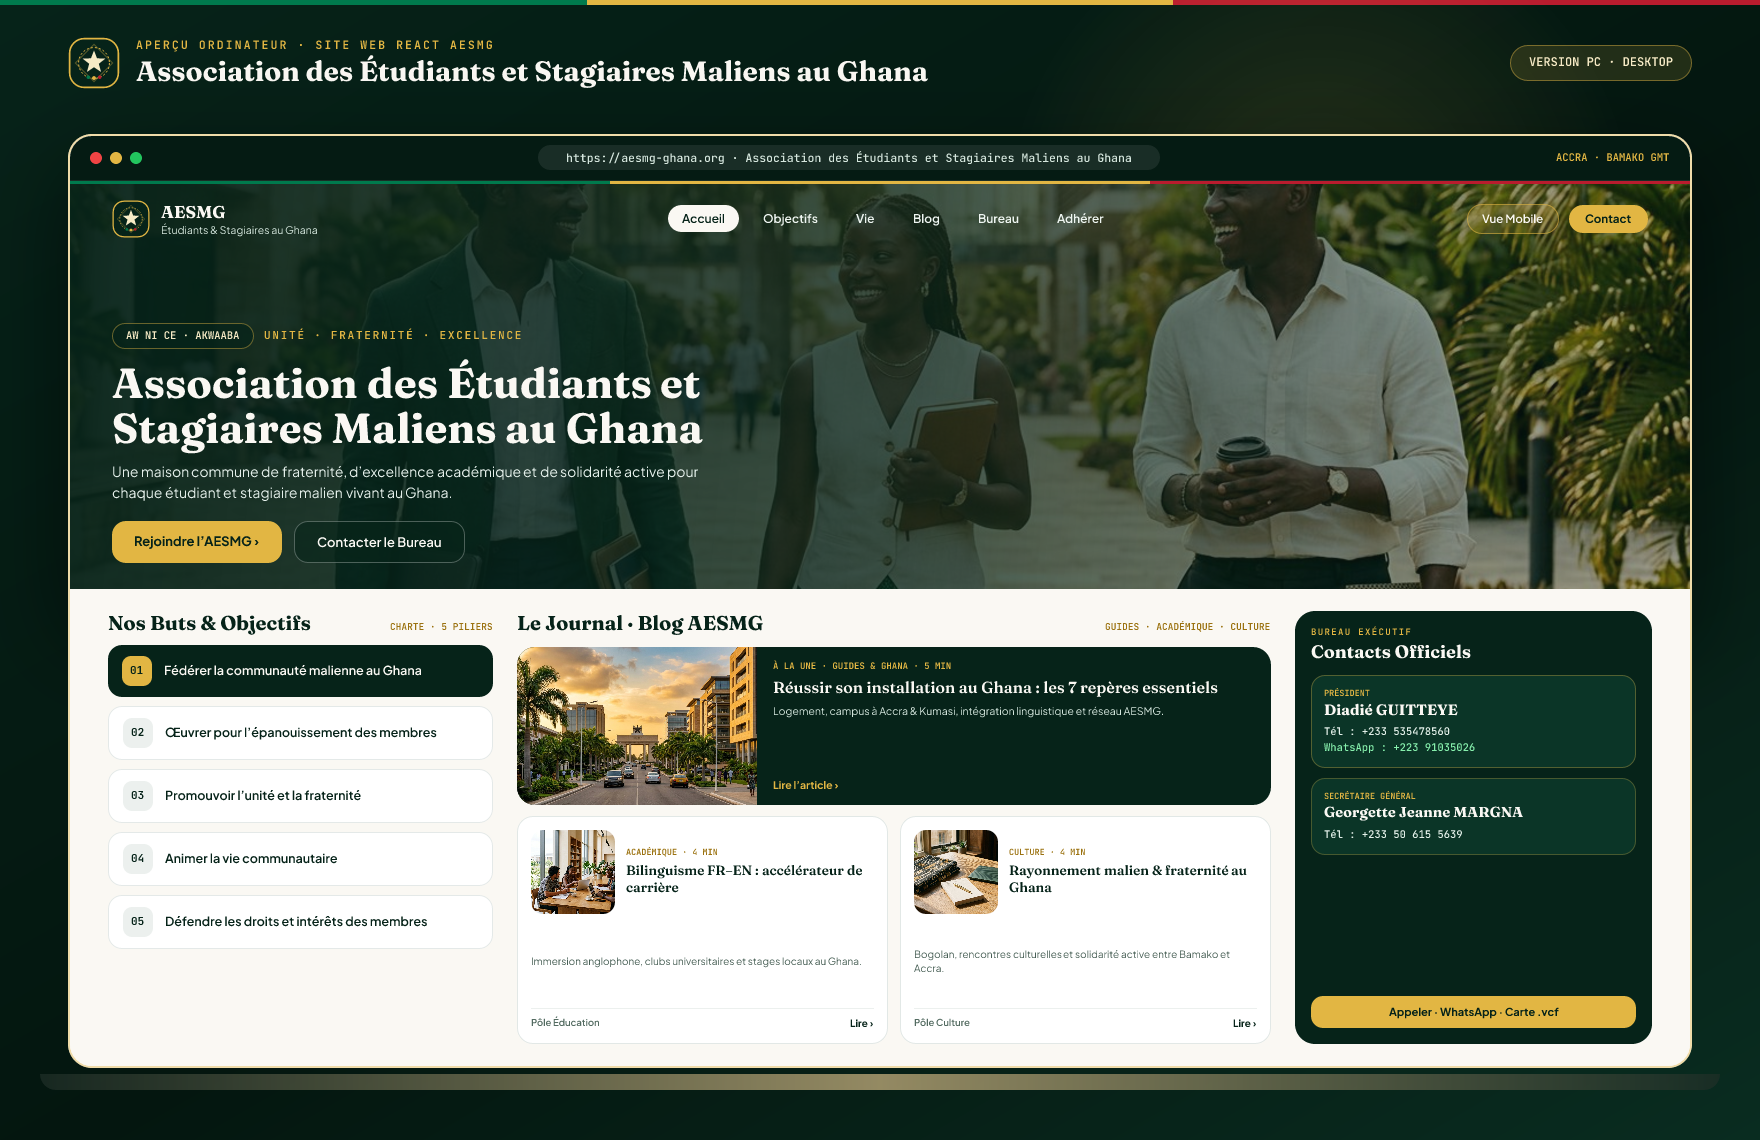 APERÇU ORDINATEUR · SITE WEB REACT AESMG
Association des Étudiants et Stagiaires Maliens au Ghana
VERSION PC · DESKTOP
https://aesmg-ghana.org · Association des Étudiants et Stagiaires Maliens au Ghana
ACCRA · BAMAKO GMT
AESMG
Étudiants & Stagiaires au Ghana
Accueil
Objectifs
Vie
Blog
Bureau
Adhérer
Vue Mobile
Contact
AW NI CE · AKWAABA
UNITÉ · FRATERNITÉ · EXCELLENCE
Association des Étudiants et
Stagiaires Maliens au Ghana
Une maison commune de fraternité, d’excellence académique et de solidarité active pour
chaque étudiant et stagiaire malien vivant au Ghana.
Rejoindre l’AESMG ›
Contacter le Bureau
Nos Buts & Objectifs
CHARTE · 5 PILIERS
01
Fédérer la communauté malienne au Ghana
02
Œuvrer pour l’épanouissement des membres
03
Promouvoir l’unité et la fraternité
04
Animer la vie communautaire
05
Défendre les droits et intérêts des membres
Le Journal · Blog AESMG
GUIDES · ACADÉMIQUE · CULTURE
À LA UNE · GUIDES & GHANA · 5 MIN
Réussir son installation au Ghana : les 7 repères essentiels
Logement, campus à Accra & Kumasi, intégration linguistique et réseau AESMG.
Lire l’article ›
ACADÉMIQUE · 4 MIN
Bilinguisme FR–EN : accélérateur de
carrière
Immersion anglophone, clubs universitaires et stages locaux au Ghana.
Pôle Éducation
Lire ›
CULTURE · 4 MIN
Rayonnement malien & fraternité au
Ghana
Bogolan, rencontres culturelles et solidarité active entre Bamako et
Accra.
Pôle Culture
Lire ›
BUREAU EXÉCUTIF
Contacts Officiels
PRÉSIDENT
Diadié GUITTEYE
Tél : +233 535478560
WhatsApp : +223 91035026
SECRÉTAIRE GÉNÉRAL
Georgette Jeanne MARGNA
Tél : +233 50 615 5639
Appeler · WhatsApp · Carte .vcf